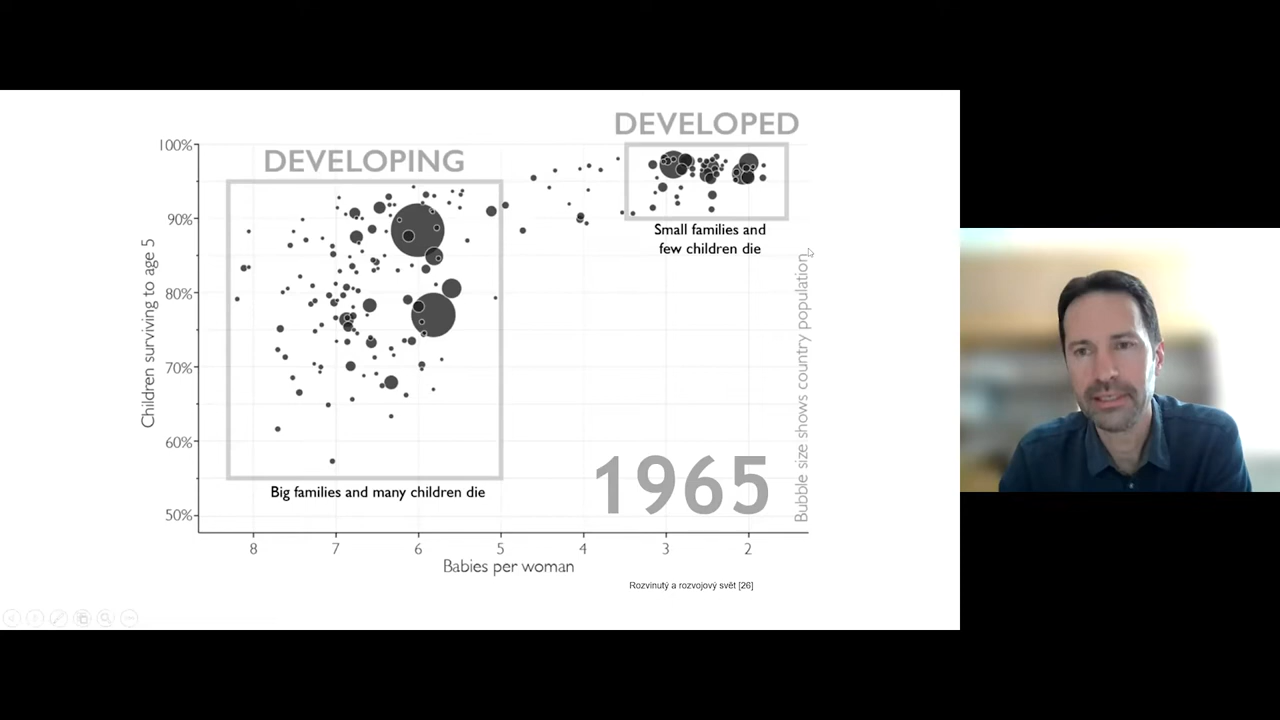 DEVELOPED
DEVELOPING
100%
90%
80%
70%
60%
50%
Children surviving to age 5
Small families and
few children die
Bubble size shows country population
1965
Big families and many children die
8 7 6 5 4 3 2
Babies per woman
Rozvinutý a rozvojový svět [26]